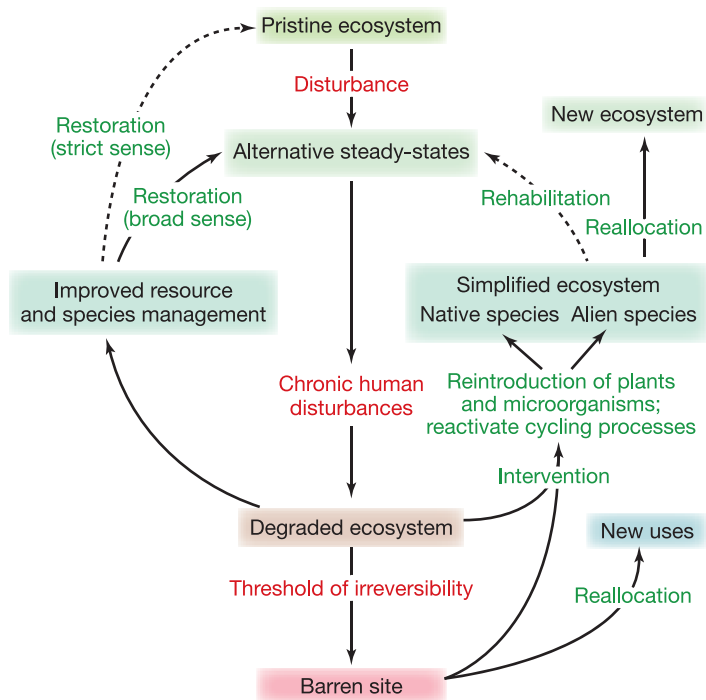 Pristine ecosystem
Disturbance
New ecosystem
Restoration
(strict sense)
Alternative steady-states
Restoration
(broad sense)
Rehabilitation
Reallocation
Improved resource
and species management
Simplified ecosystem
Native species Alien species
Chronic human
disturbances
Reintroduction of plants
and microorganisms;
reactivate cycling processes
Intervention
Degraded ecosystem
New uses
Threshold of irreversibility
Reallocation
Barren site